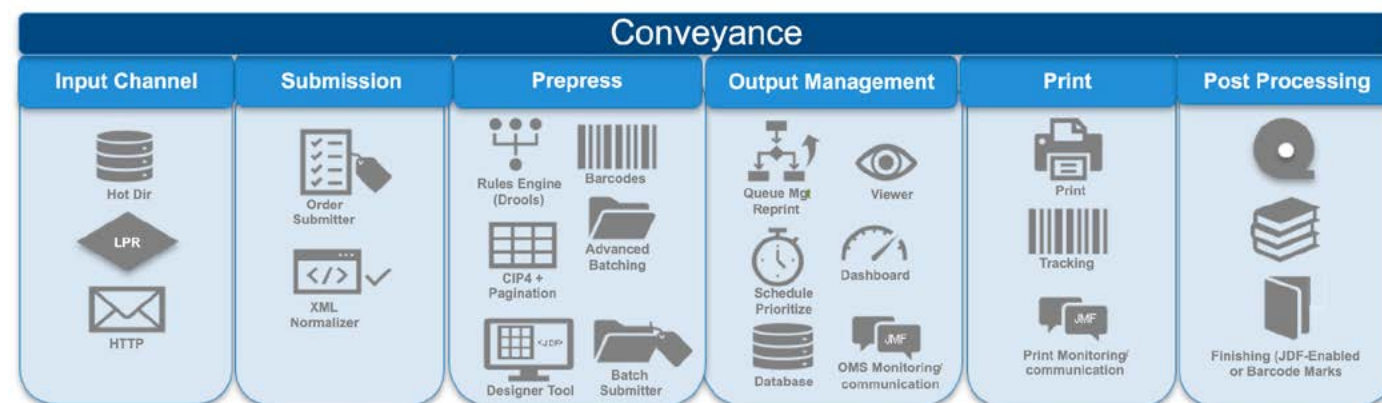 Conveyance
Input Channel
Submission
Prepress
Output Management
Print
Post Processing
Hot Dir
LPR
HTTP
Order
Submitter
</>
XML
Normalizer
Rules Engine
(Drools)
Barcodes
CIP4 +
Pagination
Advanced
Batching
<JDF>
Designer Tool
Batch
Submitter
Queue Mgt
Reprint
Viewer
Schedule
Prioritize
Dashboard
Database
JMF
OMS Monitoring/
communication
Print
Tracking
JMF
Print Monitoring/
communication
Finishing (JDF-Enabled
or Barcode Marks